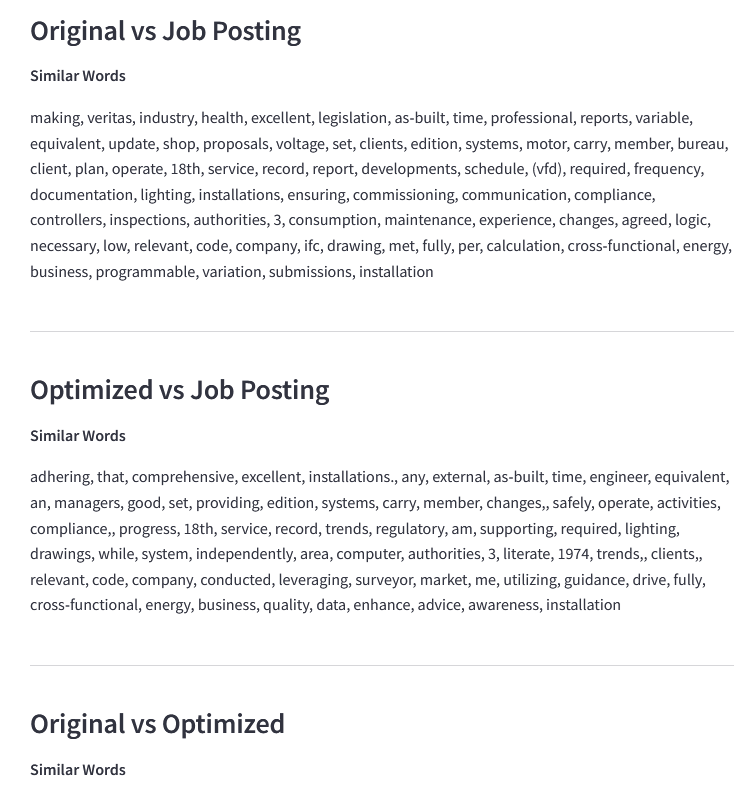 Original vs Job Posting
Similar Words
making, veritas, industry, health, excellent, legislation, as-built, time, professional, reports, variable,
equivalent, update, shop, proposals, voltage, set, clients, edition, systems, motor, carry, member, bureau,
client, plan, operate, 18th, service, record, report, developments, schedule, (vfd), required, frequency,
documentation, lighting, installations, ensuring, commissioning, communication, compliance,
controllers, inspections, authorities, 3, consumption, maintenance, experience, changes, agreed, logic,
necessary, low, relevant, code, company, ifc, drawing, met, fully, per, calculation, cross-functional, energy,
business, programmable, variation, submissions, installation
Optimized vs Job Posting
Similar Words
adhering, that, comprehensive, excellent, installations., any, external, as-built, time, engineer, equivalent,
an, managers, good, set, providing, edition, systems, carry, member, changes,, safely, operate, activities,
compliance,, progress, 18th, service, record, trends, regulatory, am, supporting, required, lighting,
drawings, while, system, independently, area, computer, authorities, 3, literate, 1974, trends,, clients,,
relevant, code, company, conducted, leveraging, surveyor, market, me, utilizing, guidance, drive, fully,
cross-functional, energy, business, quality, data, enhance, advice, awareness, installation
Original vs Optimized
Similar Words